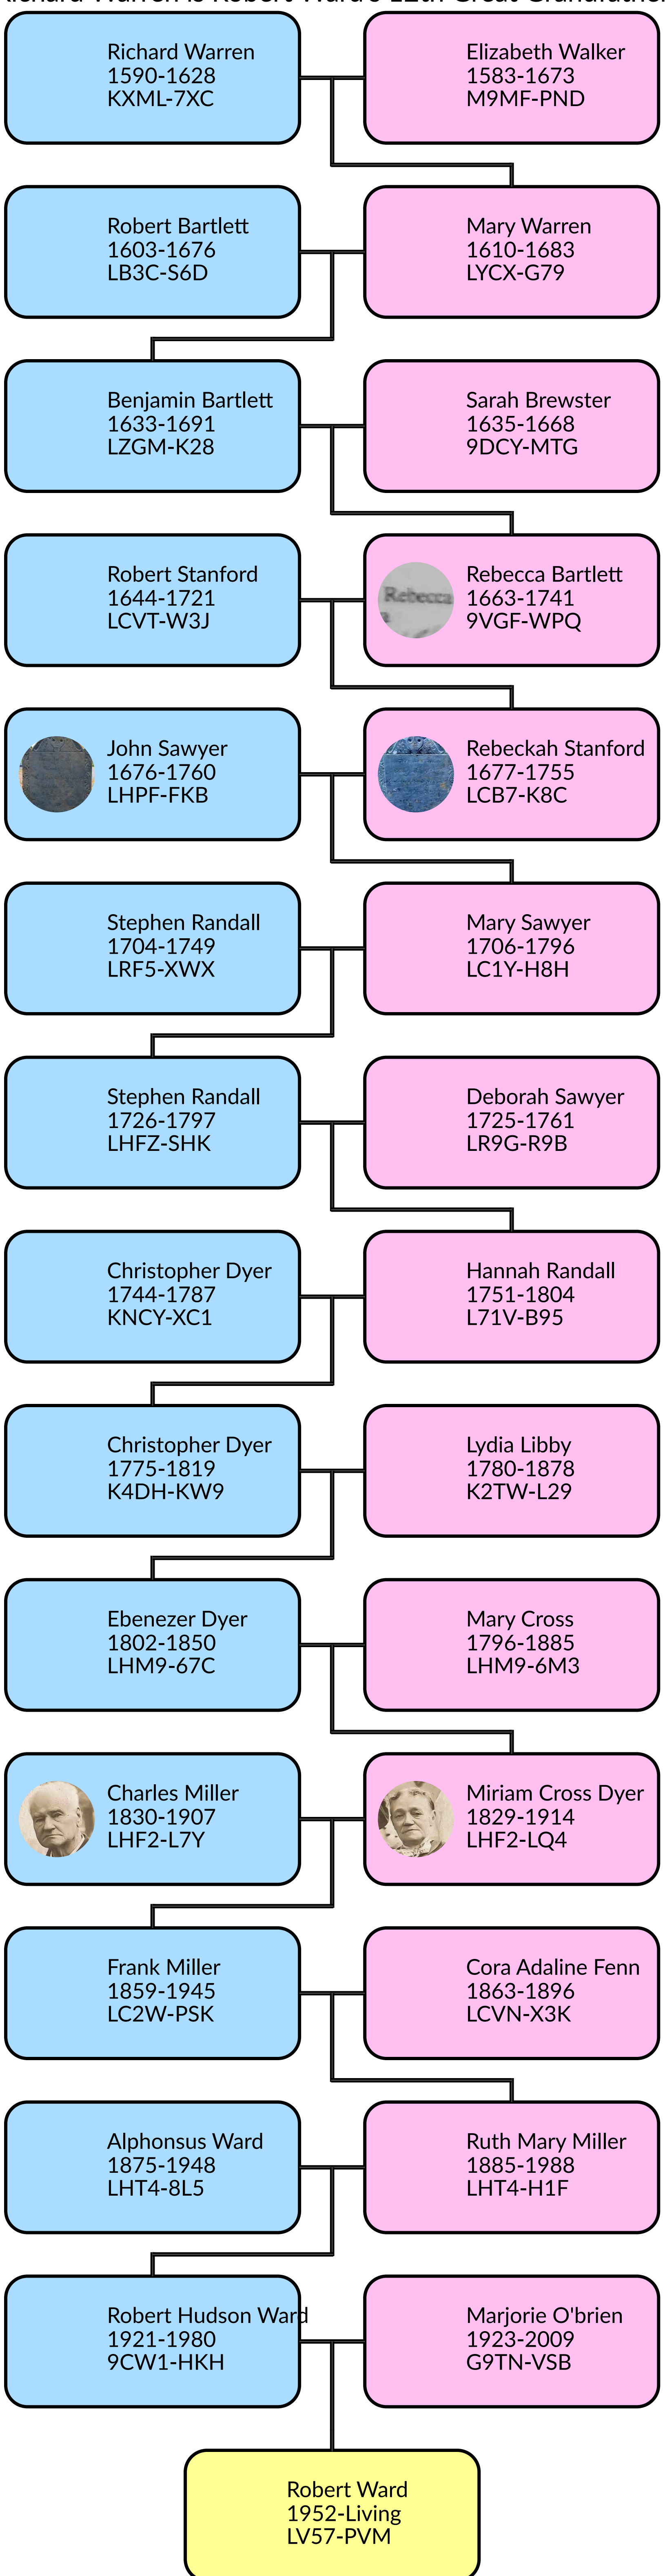 Richard Warren is Robert Ward's 12th Great Grandfather
Richard Warren
1590-1628
KXML-7XC
Elizabeth Walker
1583-1673
M9MF-PND
Robert Bartlett
1603-1676
LB3C-S6D
Mary Warren
1610-1683
LYCX-G79
Benjamin Bartlett
1633-1691
LZGM-K28
Sarah Brewster
1635-1668
9DCY-MTG
Robert Stanford
1644-1721
LCVT-W3J
Rebecca
Rebecca Bartlett
1663-1741
9VGF-WPQ
John Sawyer
1676-1760
LHPF-FKB
Rebeckah Stanford
1677-1755
LCB7-K8C
Stephen Randall
1704-1749
LRF5-XWX
Mary Sawyer
1706-1796
LC1Y-H8H
Stephen Randall
1726-1797
LHFZ-SHK
Deborah Sawyer
1725-1761
LR9G-R9B
Christopher Dyer
1744-1787
KNCY-XC1
Hannah Randall
1751-1804
L71V-B95
Christopher Dyer
1775-1819
K4DH-KW9
Lydia Libby
1780-1878
K2TW-L29
Ebenezer Dyer
1802-1850
LHM9-67C
Mary Cross
1796-1885
LHM9-6M3
Charles Miller
1830-1907
LHF2-L7Y
Miriam Cross Dyer
1829-1914
LHF2-LQ4
Frank Miller
1859-1945
LC2W-PSK
Cora Adaline Fenn
1863-1896
LCVN-X3K
Alphonsus Ward
1875-1948
LHT4-8L5
Ruth Mary Miller
1885-1988
LHT4-H1F
Robert Hudson Ward
1921-1980
9CW1-HKH
Marjorie O'brien
1923-2009
G9TN-VSB
Robert Ward
1952-Living
LV57-PVM